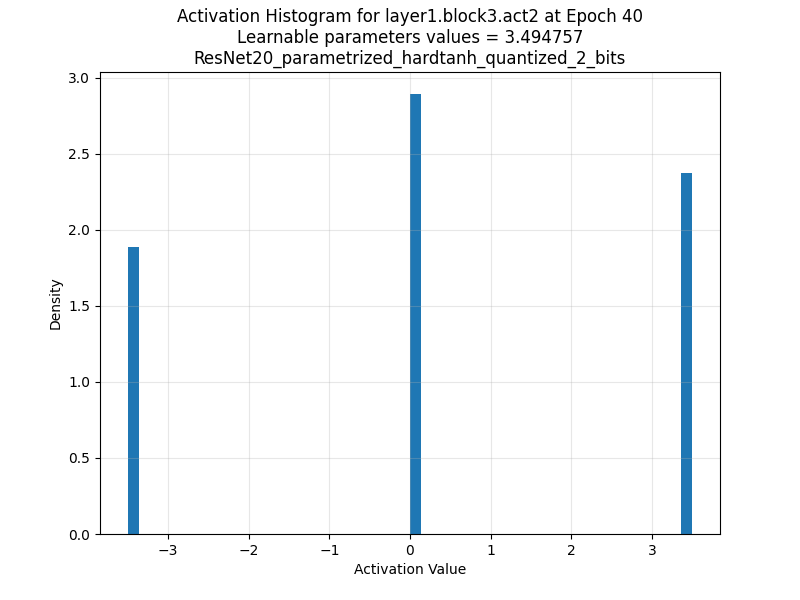 Activation Histogram for layer1.block3.act2 at Epoch 40
Learnable parameters values = 3.494757
ResNet20_parametrized_hardtanh_quantized_2_bits
3.0
2.5
2.0
1.5
1.0
0.5
0.0
Density
−3 −2 −1 0 1 2 3
Activation Value